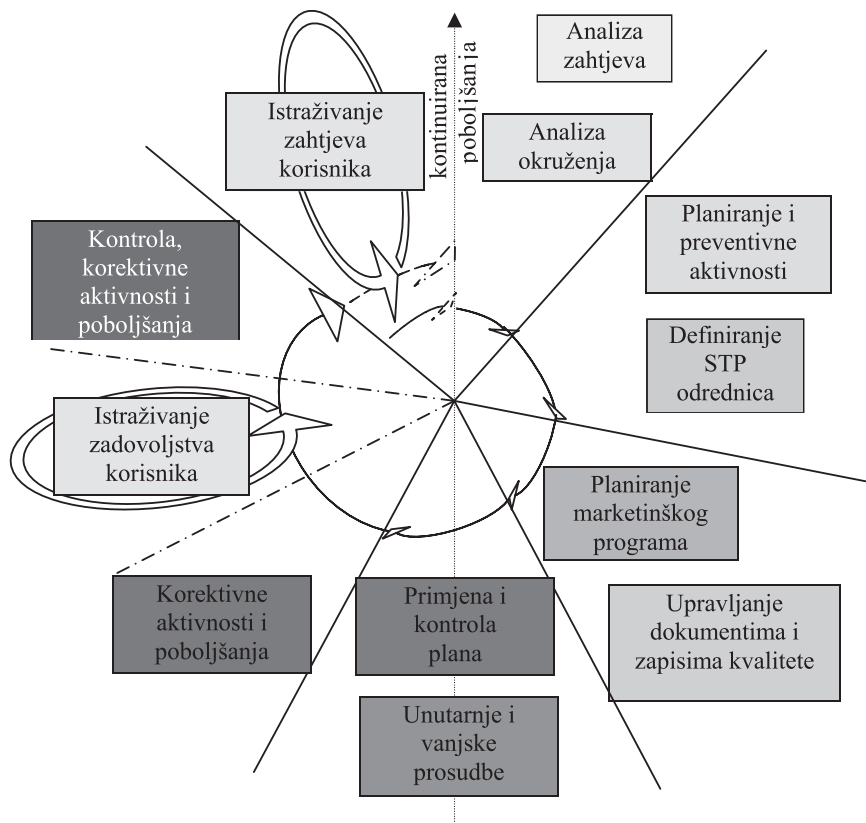 Analiza
zahtjeva
kontinuirana
poboljšanja
Istraživanje
zahtjeva
korisnika
Analiza
okruženja
Planiranje i
preventivne
aktivnosti
Kontrola,
korektivne
aktivnosti i
poboljšanja
Definiranje
STP
odrednica
Istraživanje
zadovoljstva
korisnika
Planiranje
marketinškog
programa
Korektivne
aktivnosti i
poboljšanja
Primjena i
kontrola
plana
Upravljanje
dokumentima i
zapisima kvalitete
Unutarnje i
vanjske
prosudbe